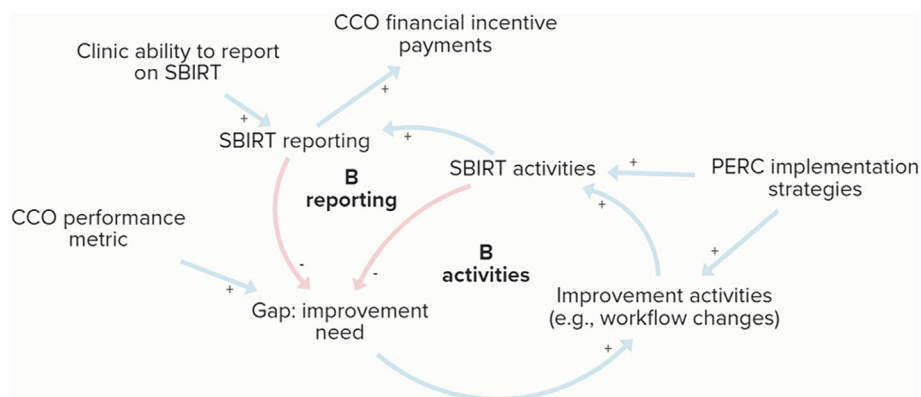 CCO financial incentive
payments
Clinic ability to report
on SBIRT
+
+
SBIRT reporting
+
SBIRT activities
+
PERC implementation
strategies
B
reporting
+
CCO performance
metric
B
activities
+
-
-
+
Gap: improvement
need
Improvement activities
(e.g., workflow changes)
+